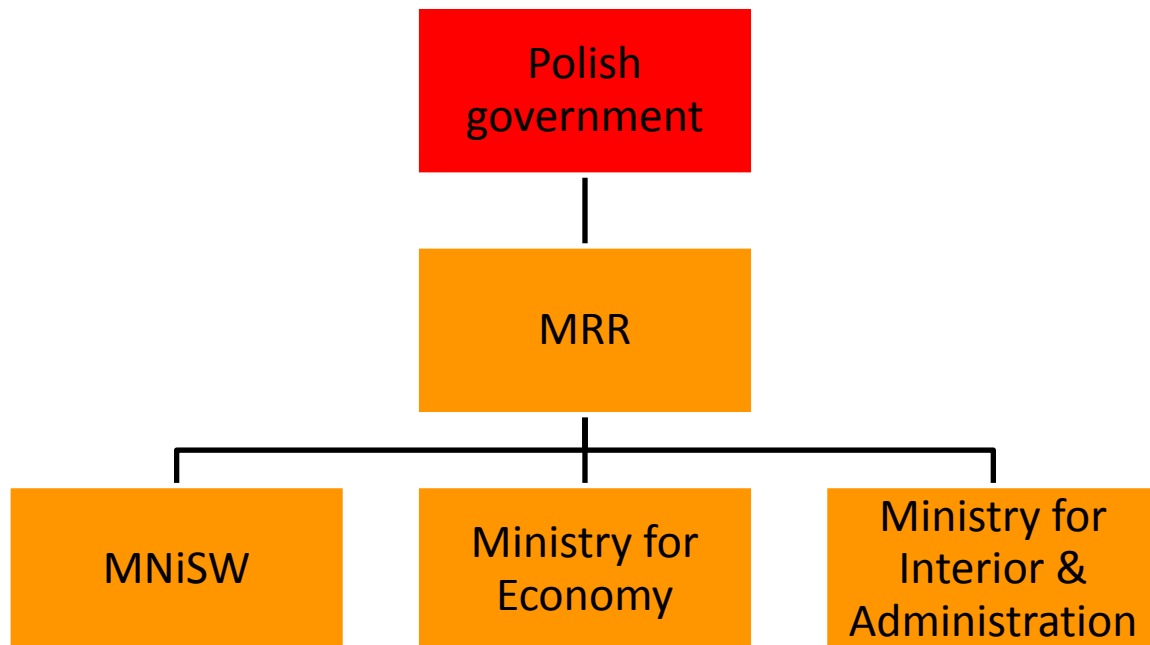 Polish
government
MRR
MNiSW
Ministry for
Economy
Ministry for
Interior &
Administration